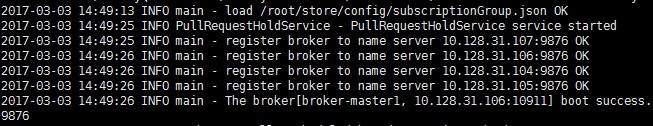 2017-03-03 14:49:13 INFO main - load /root/store/config/subscriptionGroup.json OK
2017-03-03 14:49:25 INFO PullRequestHoldService - PullRequestHoldService service started
2017-03-03 14:49:25 INFO main - register broker to name server 10.128.31.107:9876 OK
2017-03-03 14:49:26 INFO main - register broker to name server 10.128.31.106:9876 OK
2017-03-03 14:49:26 INFO main - register broker to name server 10.128.31.104:9876 OK
2017-03-03 14:49:26 INFO main - register broker to name server 10.128.31.105:9876 OK
2017-03-03 14:49:26 INFO main - The broker[broker-master1, 10.128.31.106:10911] boot success.
9876